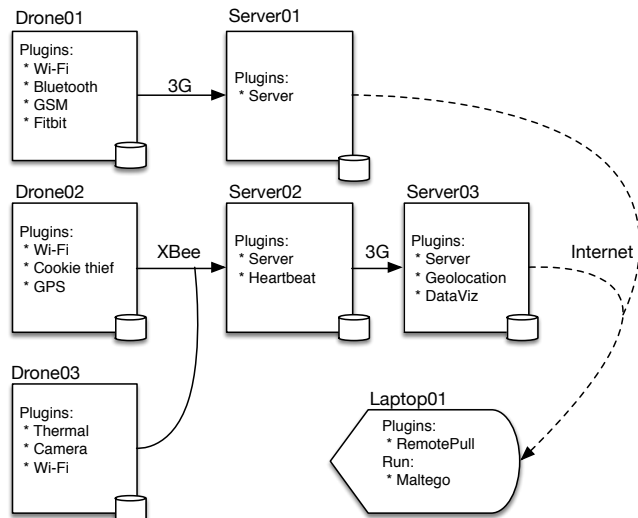 Drone01
Plugins:
* Wi-Fi
* Bluetooth
* GSM
* Fitbit
3G
Server01
Plugins:
* Server
Drone02
Plugins:
* Wi-Fi
* Cookie thief
* GPS
XBee
Server02
Plugins:
* Server
* Heartbeat
3G
Server03
Plugins:
* Server
* Geolocation
* DataViz
Internet
Drone03
Plugins:
* Thermal
* Camera
* Wi-Fi
Laptop01
Plugins:
* RemotePull
Run:
* Maltego